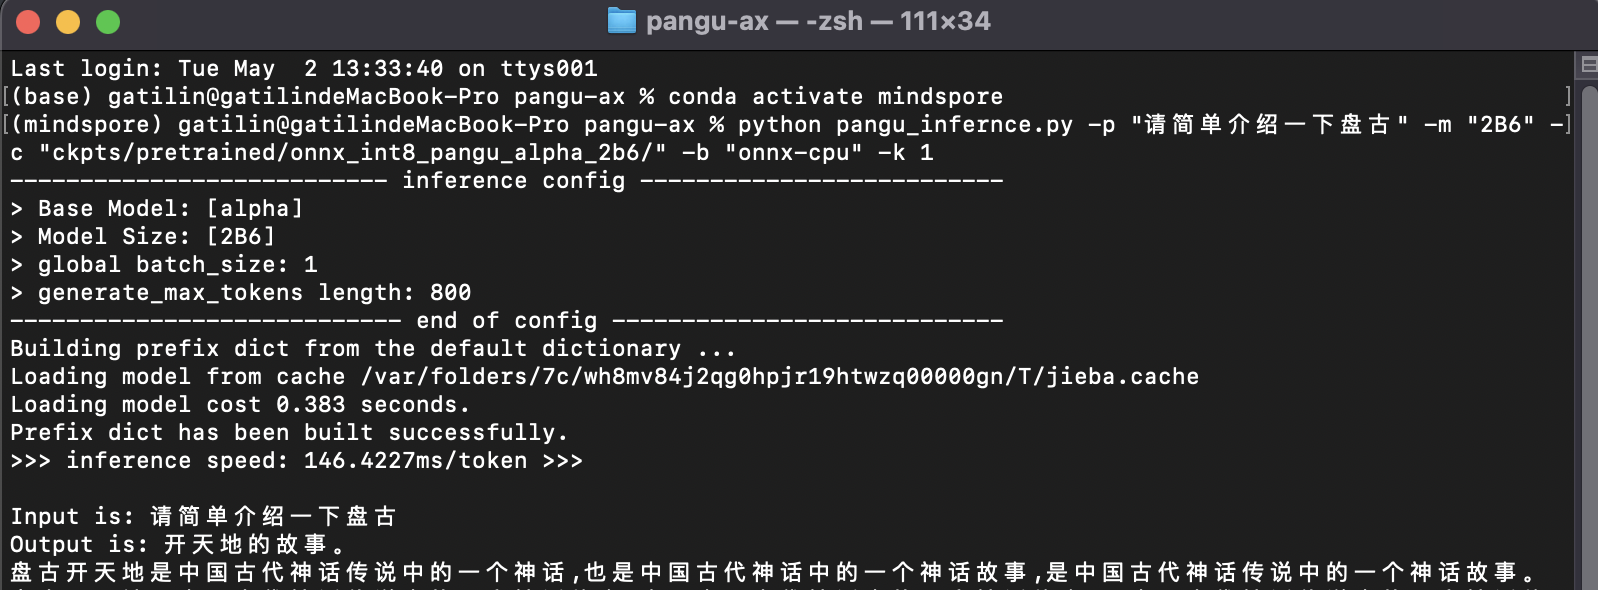 pangu-ax — -zsh — 111×34
Last login: Tue May  2 13:33:40 on ttys001
[(base) gatilin@gatilindeMacBook-Pro pangu-ax % conda activate mindspore ]
[(mindspore) gatilin@gatilindeMacBook-Pro pangu-ax % python pangu_infernce.py -p "请简单介绍一下盘古" -m "2B6" -]
c "ckpts/pretrained/onnx_int8_pangu_alpha_2b6/" -b "onnx-cpu" -k 1
--------------------------- inference config --------------------------
> Base Model: [alpha]
> Model Size: [2B6]
> global batch_size: 1
> generate_max_tokens length: 800
---------------------------- end of config ----------------------------
Building prefix dict from the default dictionary ...
Loading model from cache /var/folders/7c/wh8mv84j2qg0hpjr19htwzq00000gn/T/jieba.cache
Loading model cost 0.383 seconds.
Prefix dict has been built successfully.
>>> inference speed: 146.4227ms/token >>>
Input is: 请简单介绍一下盘古
Output is: 开天地的故事。
盘古开天地是中国古代神话传说中的一个神话,也是中国古代神话中的一个神话故事,是中国古代神话传说中的一个神话故事。